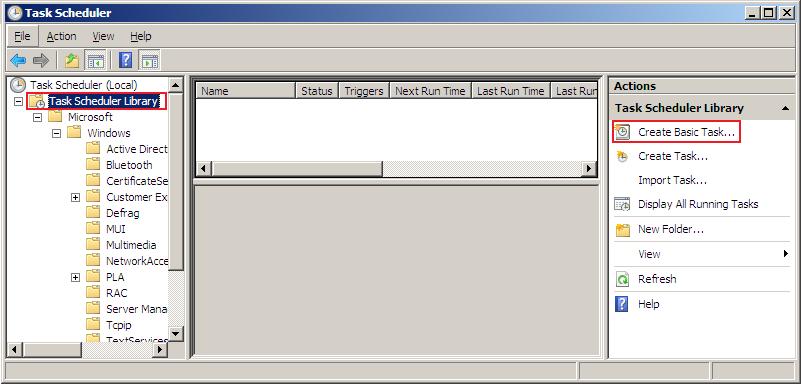 Task Scheduler
File Action View Help
Task Scheduler (Local)
Task Scheduler Library
Microsoft
Windows
Active Direct
Bluetooth
CertificateSe
Customer Ex
Defrag
MUI
Multimedia
NetworkAcce
PLA
RAC
Server Mana
Tcpip
TextServices
Name Status Triggers Next Run Time Last Run Time Last Run
Actions
Task Scheduler Library
Create Basic Task...
Create Task...
Import Task...
Display All Running Tasks
New Folder...
View
Refresh
Help